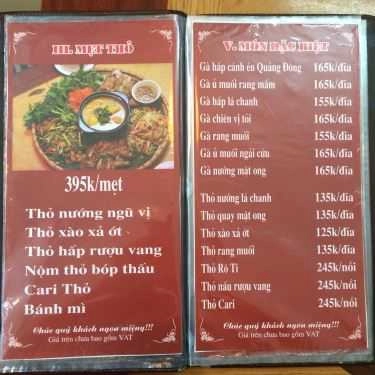 III. MẸT THỎ
395k/mẹt
Thỏ nướng ngũ vị
Thỏ xào xả ớt
Thỏ hấp rượu vang
Nộm thỏ bóp thấu
Cari Thỏ
Bánh mì
Chúc quý khách ngon miệng!!!
Giá trên chưa bao gồm VAT
V. MÓN ĐẶC BIỆT
Gà hấp cánh én Quảng Đông 165k/đĩa
Gà ủ muối rang mắm 165k/đĩa
Gà hấp lá chanh 155k/đĩa
Gà chiên vị tỏi 165k/đĩa
Gà rang muối 155k/đĩa
Gà ủ muối ngải cứu 165k/đĩa
Gà nướng mật ong 165k/đĩa
Thỏ nướng lá chanh 135k/đĩa
Thỏ quay mật ong 135k/đĩa
Thỏ xào xả ớt 125k/đĩa
Thỏ rang muối 135k/đĩa
Thỏ Rô Ti 245k/nồi
Thỏ nấu rượu vang 245k/nồi
Thỏ Cari 245k/nồi
Chúc quý khách ngon miệng!!!
Giá trên chưa bao gồm VAT